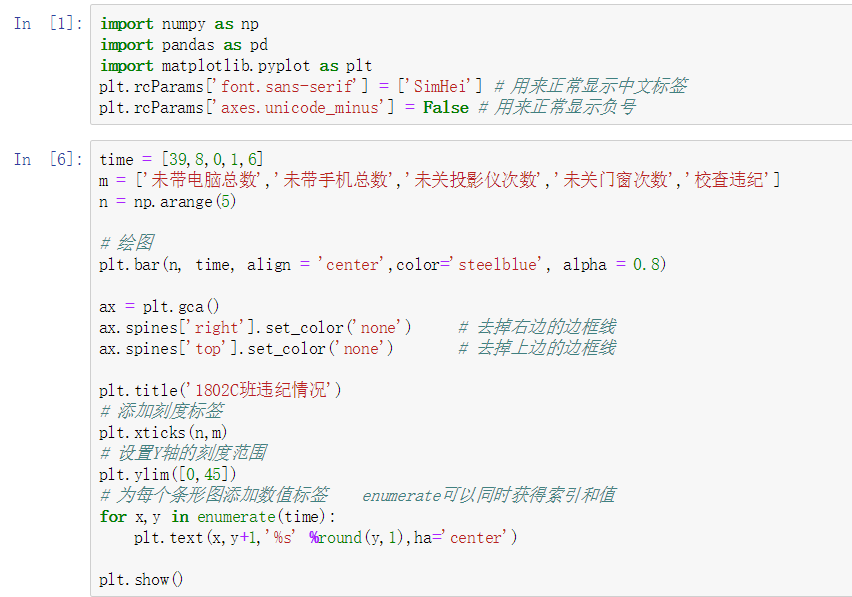 In [1]: import numpy as np
import pandas as pd
import matplotlib.pyplot as plt
plt.rcParams['font.sans-serif'] = ['SimHei'] # 用来正常显示中文标签
plt.rcParams['axes.unicode_minus'] = False # 用来正常显示负号
In [6]: time = [39,8,0,1,6]
m = ['未带电脑总数','未带手机总数','未关投影仪次数','未关门窗次数','校查违纪']
n = np.arange(5)
# 绘图
plt.bar(n, time, align = 'center',color='steelblue', alpha = 0.8)
ax = plt.gca()
ax.spines['right'].set_color('none') # 去掉右边的边框线
ax.spines['top'].set_color('none') # 去掉上边的边框线
plt.title('1802C班违纪情况')
# 添加刻度标签
plt.xticks(n,m)
# 设置Y轴的刻度范围
plt.ylim([0,45])
# 为每个条形图添加数值标签 enumerate可以同时获得索引和值
for x,y in enumerate(time):
plt.text(x,y+1,'%s' %round(y,1),ha='center')
plt.show()